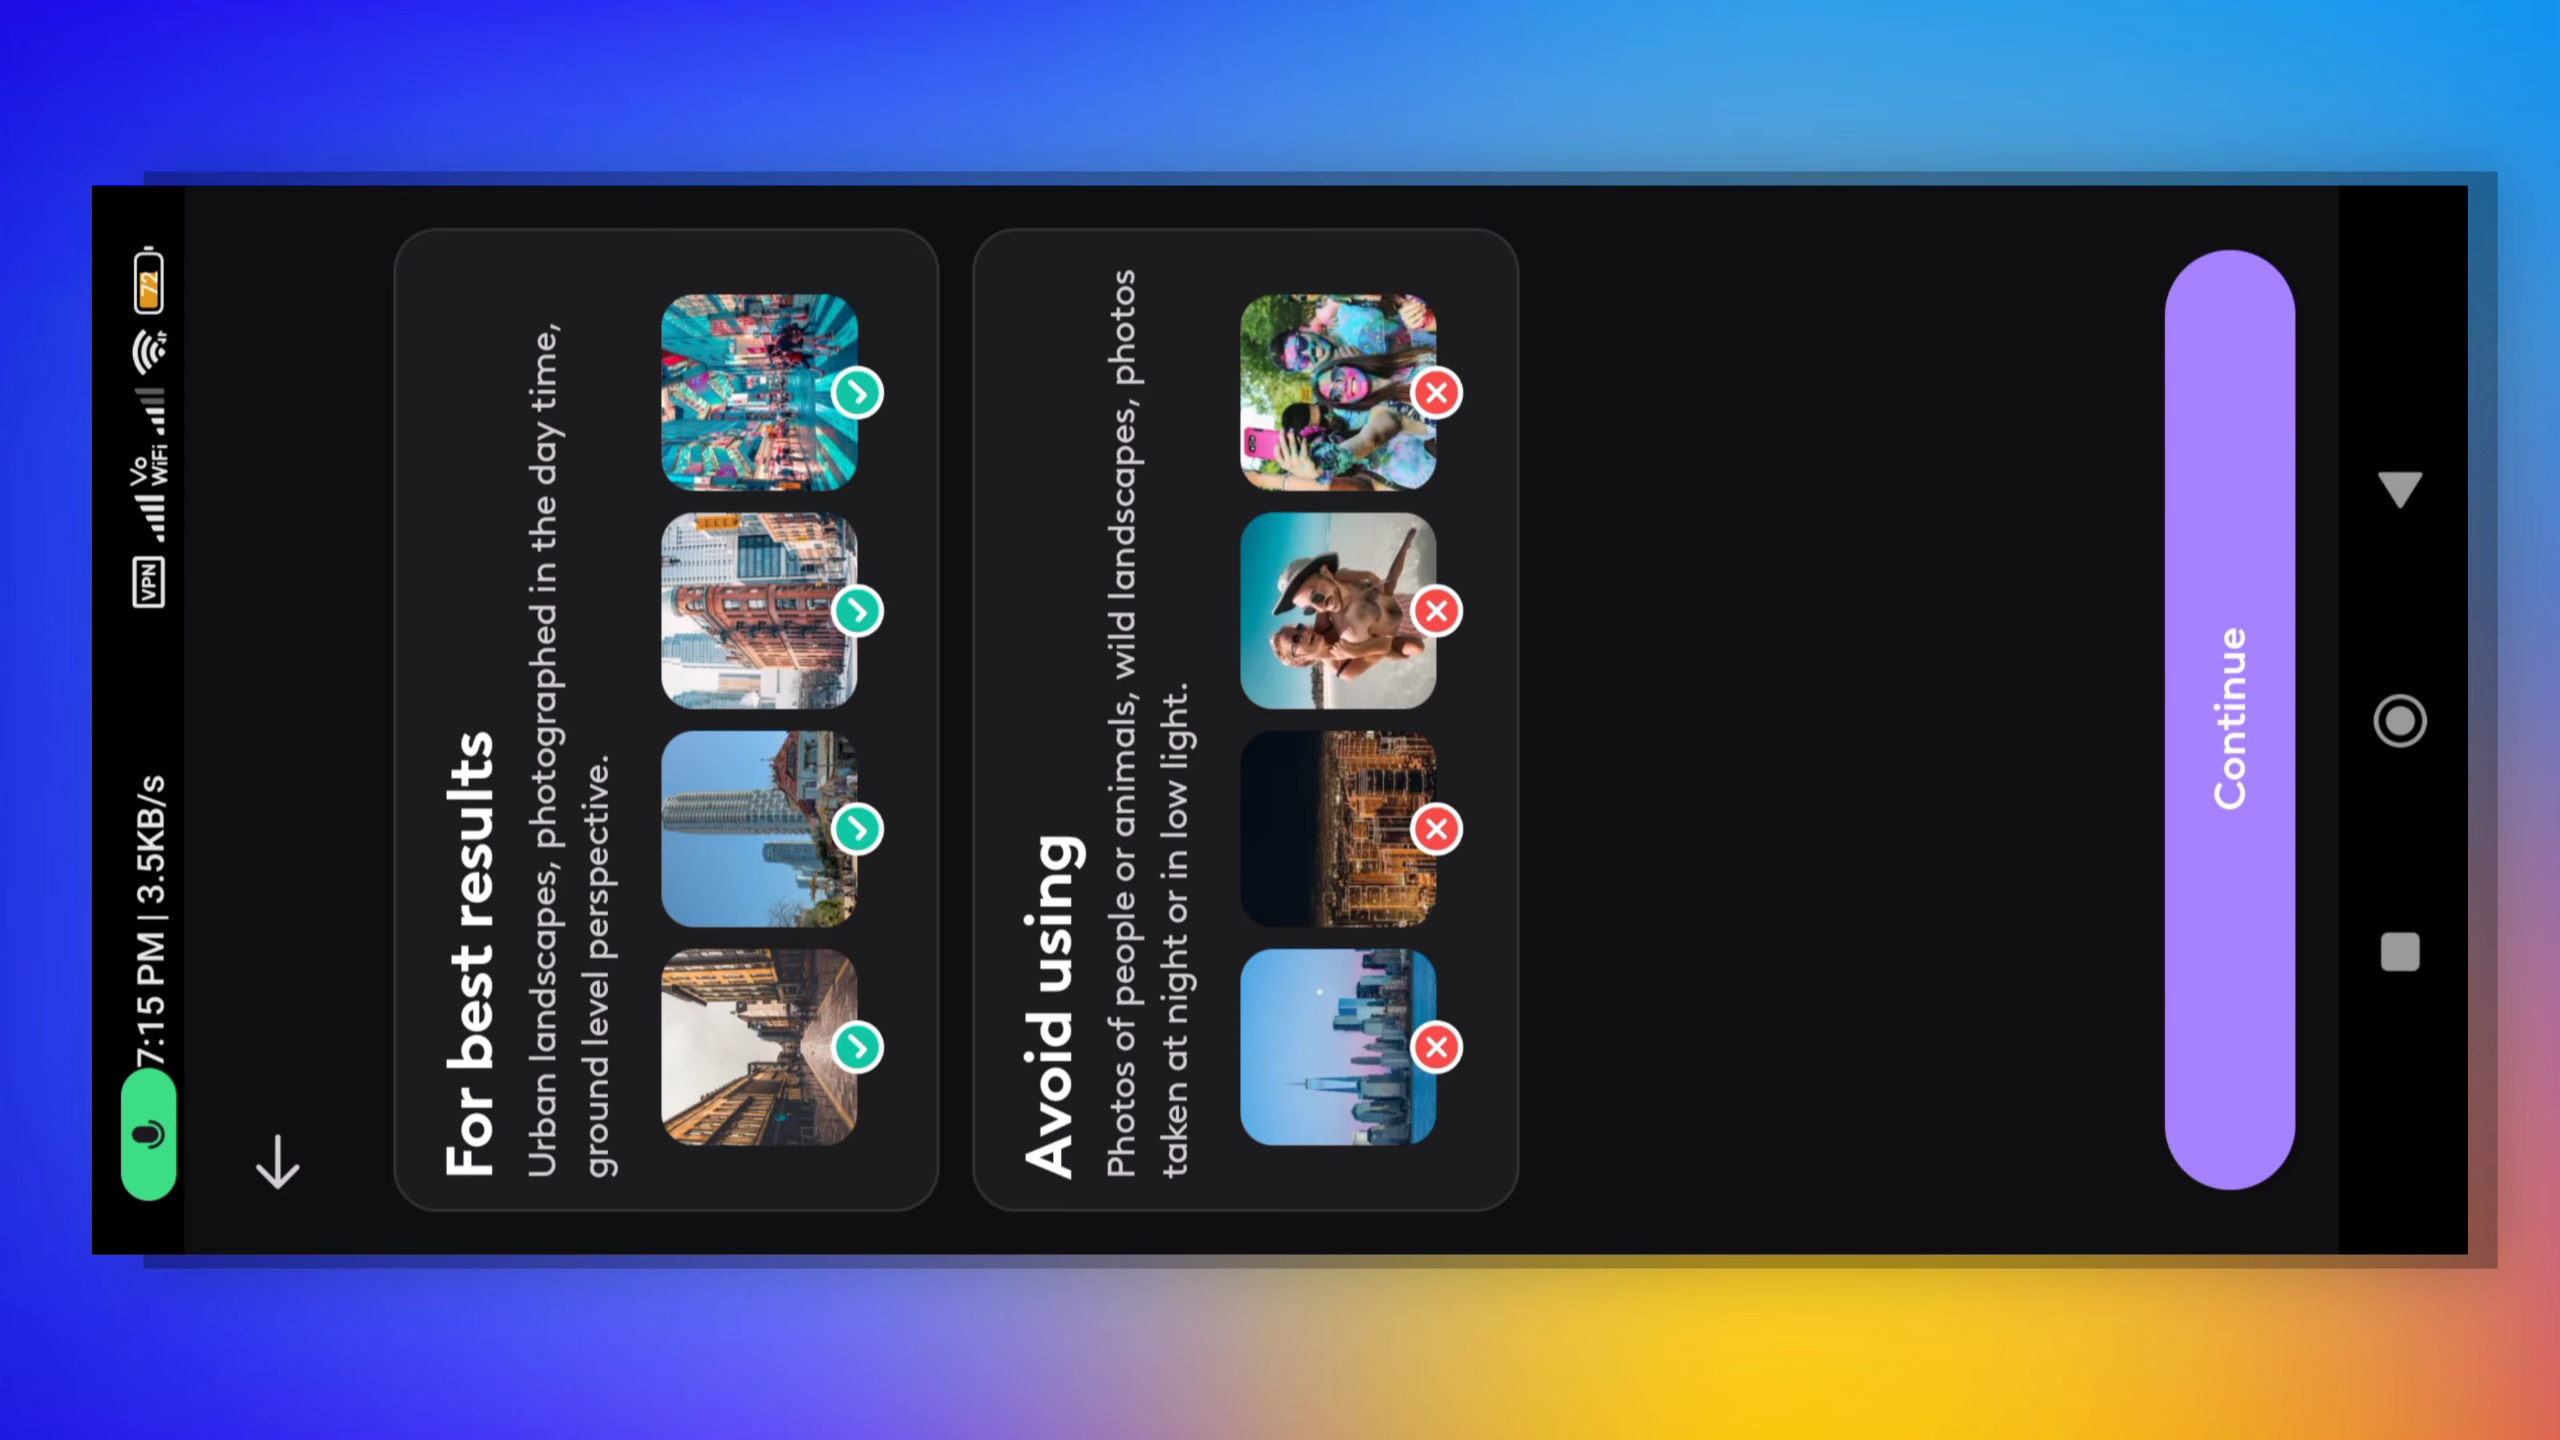 7:15 PM | 3.5KB/s
VPN
Vo
WiFi
72
For best results
Urban landscapes, photographed in the day time,
ground level perspective.
Avoid using
Photos of people or animals, wild landscapes, photos
taken at night or in low light.
Continue